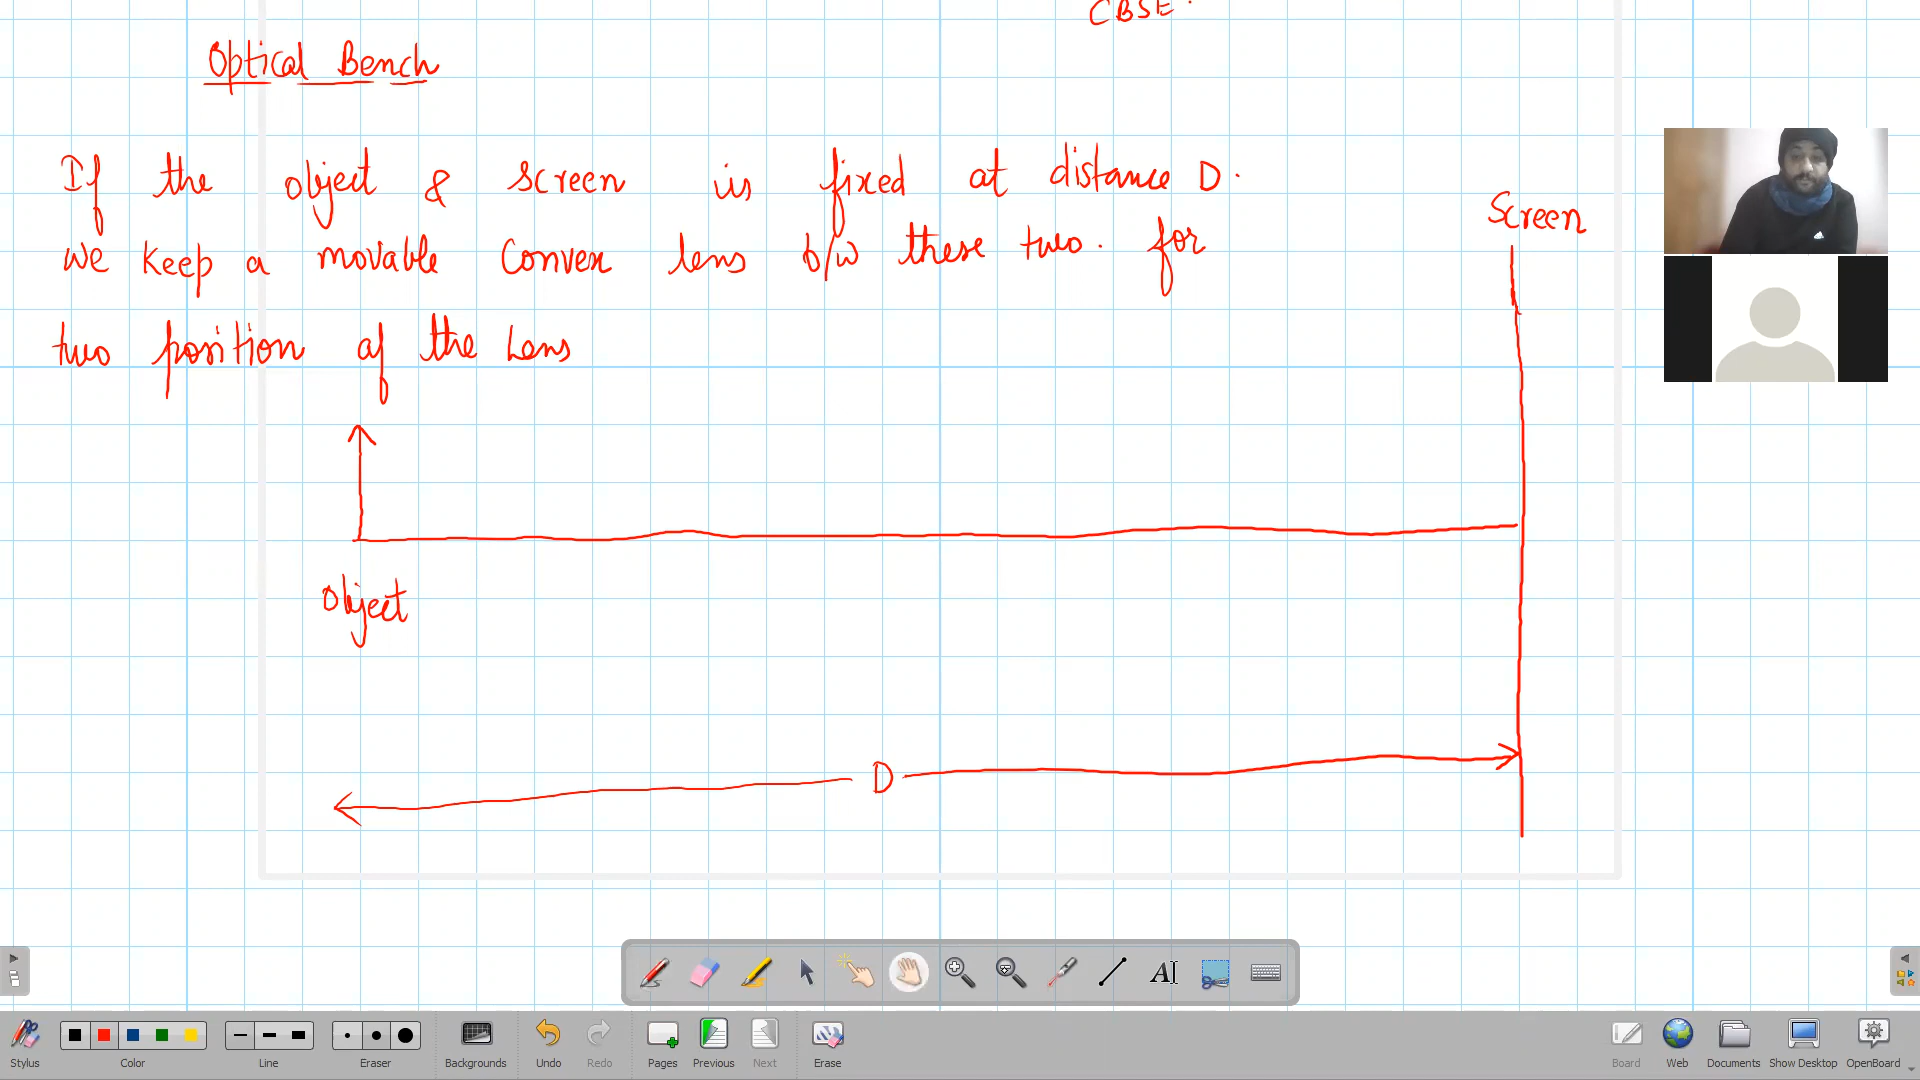 CBSE.
Optical Bench
If the object & screen is fixed at distance D.
we keep a movable convex lens b/w these two. for
two position of the Lens
Screen
Object
D
Stylus
Color
Line
Eraser
Backgrounds
Undo
Redo
Pages
Previous
Next
Erase
Board
Web
Documents
Show Desktop
OpenBoard